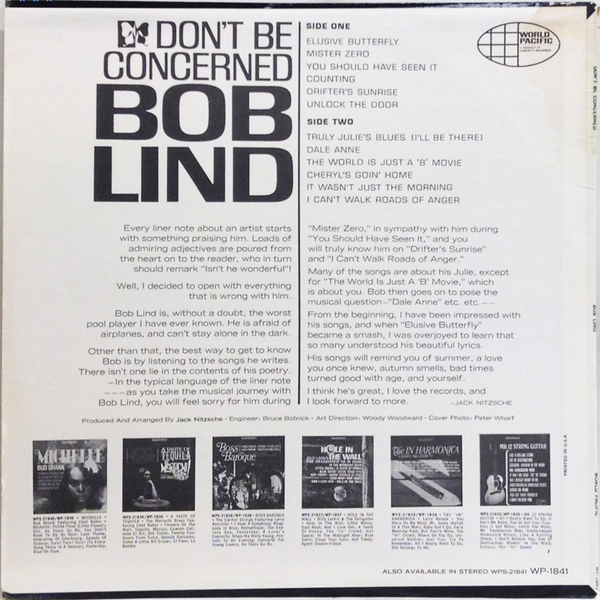 DON'T BE
CONCERNED
BOB
LIND
SIDE ONE
ELUSIVE BUTTERFLY
MISTER ZERO
YOU SHOULD HAVE SEEN IT
COUNTING
DRIFTER'S SUNRISE
UNLOCK THE DOOR
SIDE TWO
TRULY JULIE'S BLUES (I'LL BE THERE)
DALE ANNE
THE WORLD IS JUST A 'B' MOVIE
CHERYL'S GOIN' HOME
IT WASN'T JUST THE MORNING
I CAN'T WALK ROADS OF ANGER
WORLD
PACIFIC
Every liner note about an artist starts
with something praising him. Loads of
admiring adjectives are poured from
the heart on to the reader, who in turn
should remark "Isn't he wonderful"!
Well, I decided to open with everything
that is wrong with him.
Bob Lind is, without a doubt, the worst
pool player I have ever known. He is afraid of
airplanes, and can't stay alone in the dark.
Other than that, the best way to get to know
Bob is by listening to the songs he writes.
There isn't one lie in the contents of his poetry.
—In the typical language of the liner note
– – –as you take the musical journey with
Bob Lind, you will feel sorry for him during
"Mister Zero," in sympathy with him during
"You Should Have Seen It," and you
will truly know him on "Drifter's Sunrise"
and "I Can't Walk Roads of Anger."
Many of the songs are about his Julie, except
for "The World Is Just A 'B' Movie," which
is about you. Bob then goes on to pose the
musical question–"Dale Anne" etc. etc. – –
From the beginning, I have been impressed with
his songs, and when "Elusive Butterfly"
became a smash, I was overjoyed to learn that
so many understood his beautiful lyrics.
His songs will remind you of summer, a love
you once knew, autumn smells, bad times
turned good with age, and yourself.
I think he's great, I love the records, and
I look forward to more. –JACK NITZSCHE
Produced And Arranged By Jack Nitzsche · Engineer: Bruce Botnick · Art Direction: Woody Woodward · Cover Photo: Peter Whorf
MICHELLE
BUD SHANK
Boss
Baroque
HOLE IN
THE WALL
The IN HARMONICA
MR. 12 STRING GUITAR
PRINTED IN U.S.A.
DON'T BE CONCERNED
BOB LIND
ALSO AVAILABLE IN STEREO WPS-21841 WP-1841